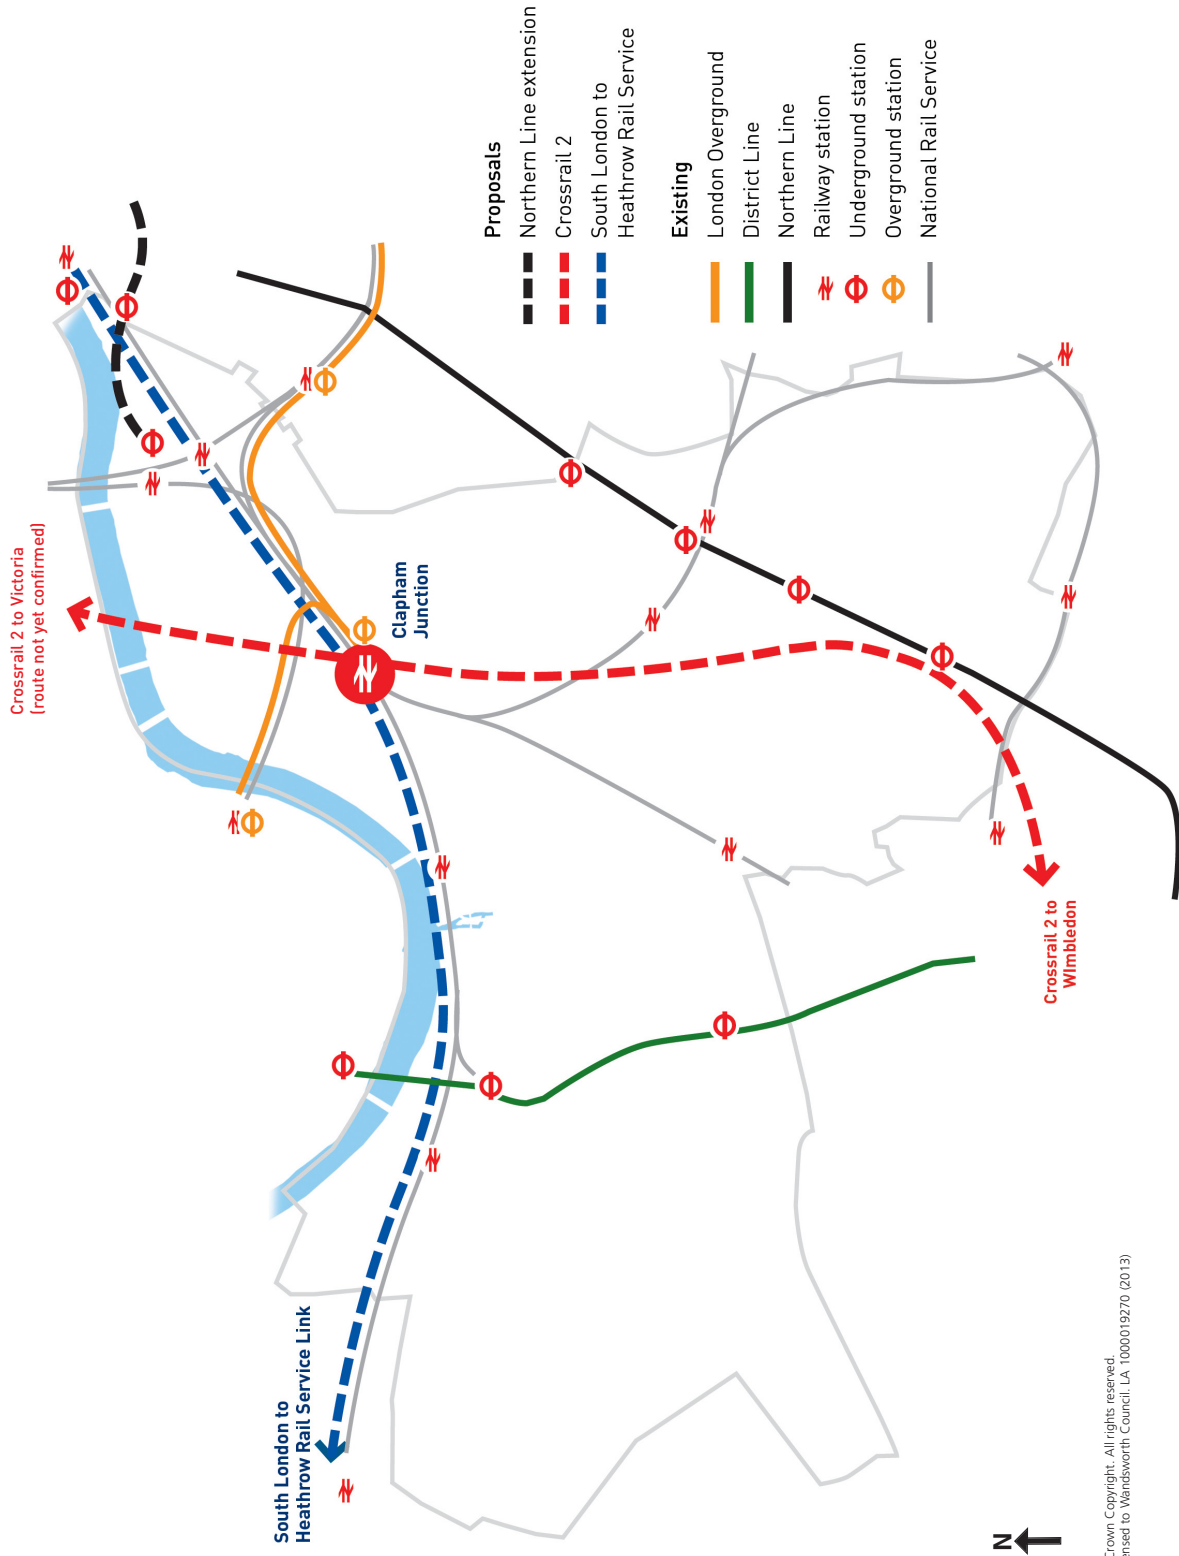 Crossrail 2 to Victoria
(route not yet confirmed)
Clapham
Junction
South London to
Heathrow Rail Service Link
Crossrail 2 to
WImbledon
Proposals
Northern Line extension
Crossrail 2
South London to
Heathrow Rail Service
Existing
London Overground
District Line
Northern Line
Railway station
Underground station
Overground station
National Rail Service
N
Crown Copyright. All rights reserved.
ensed to Wandsworth Council. LA 1000019270 (2013)